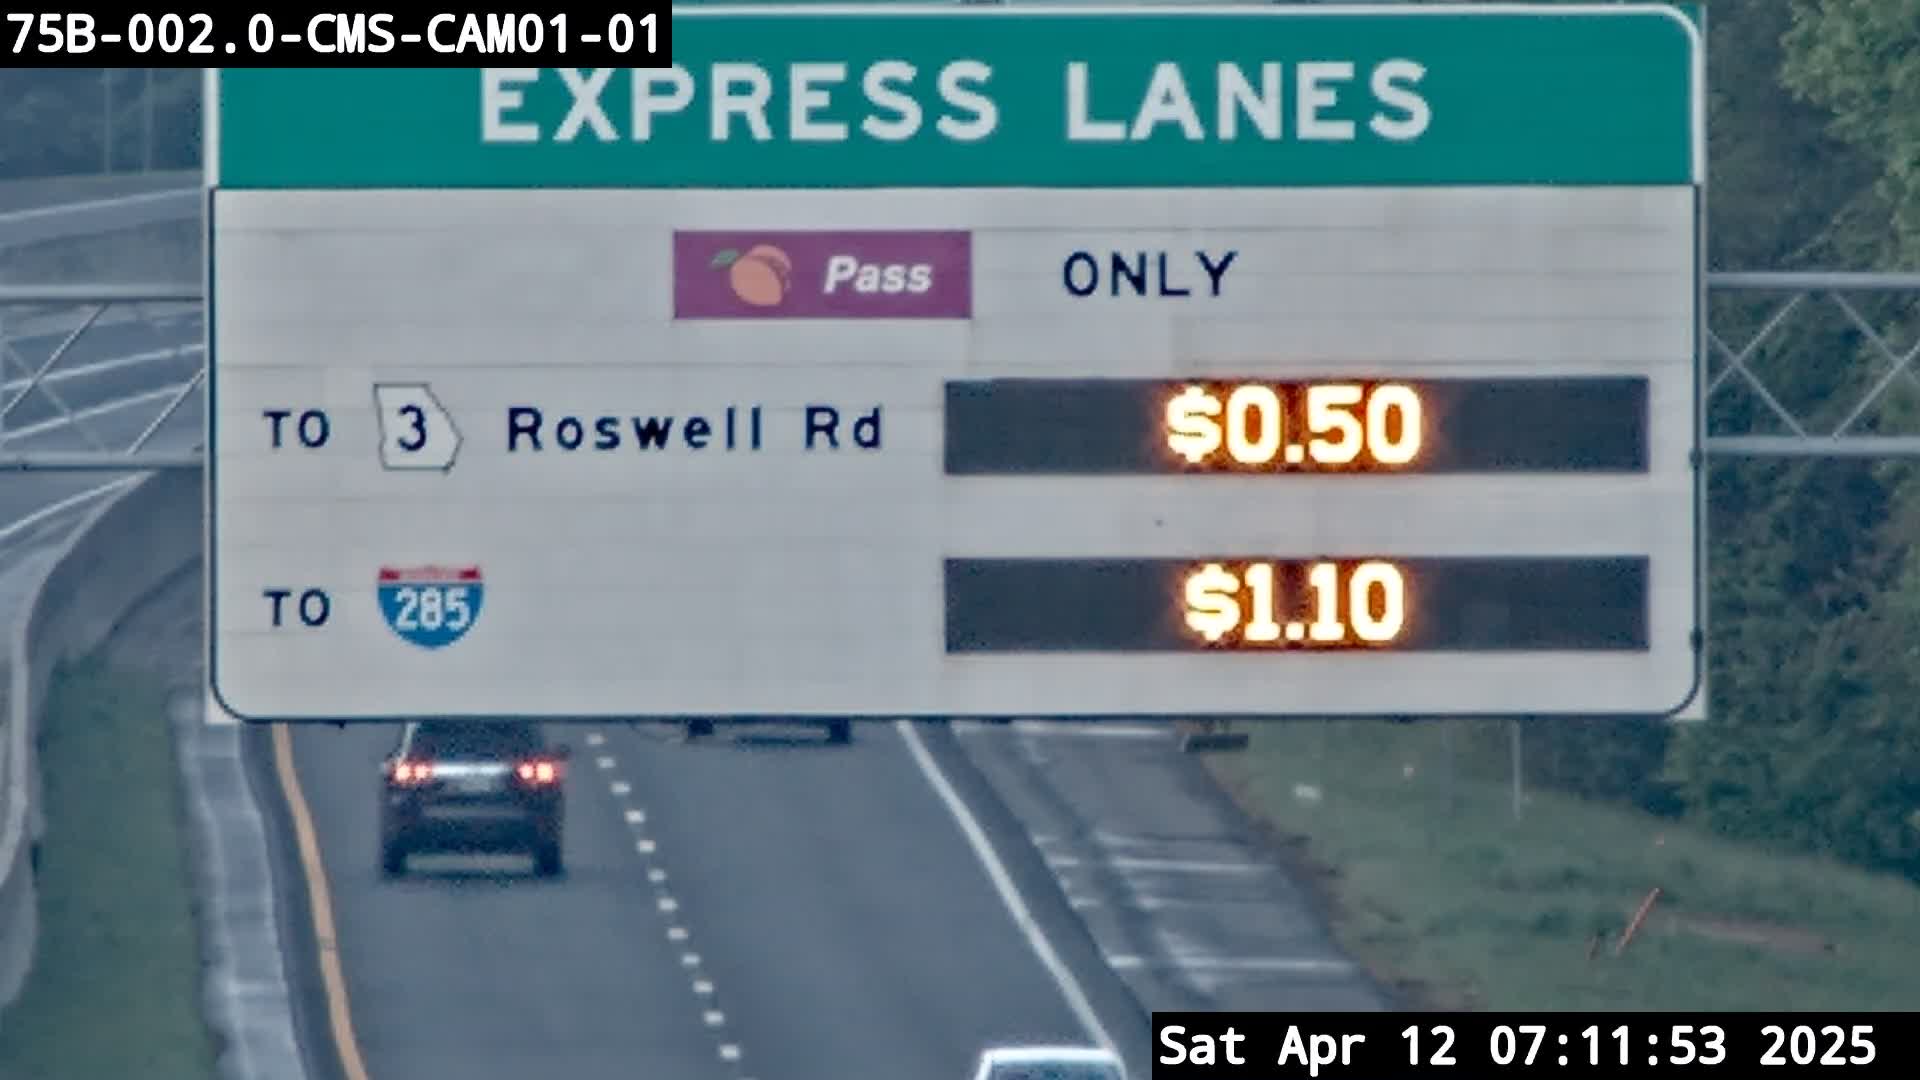 75B-002.0-CMS-CAM01-01
EXPRESS LANES
Pass ONLY
TO 3 Roswell Rd $0.50
TO 285 $1.10
Sat Apr 12 07:11:53 2025